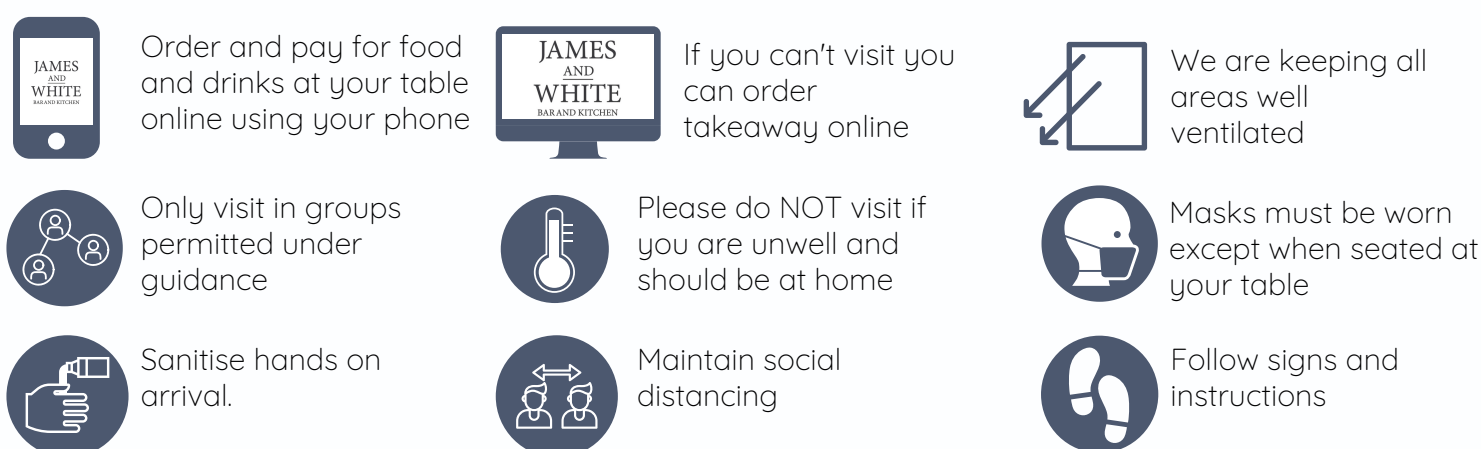 JAMES
AND
WHITE
BAR AND KITCHEN
Order and pay for food
and drinks at your table
online using your phone
JAMES
AND
WHITE
BAR AND KITCHEN
If you can't visit you
can order
takeaway online
We are keeping all
areas well
ventilated
Only visit in groups
permitted under
guidance
Please do NOT visit if
you are unwell and
should be at home
Masks must be worn
except when seated at
your table
Sanitise hands on
arrival.
Maintain social
distancing
Follow signs and
instructions